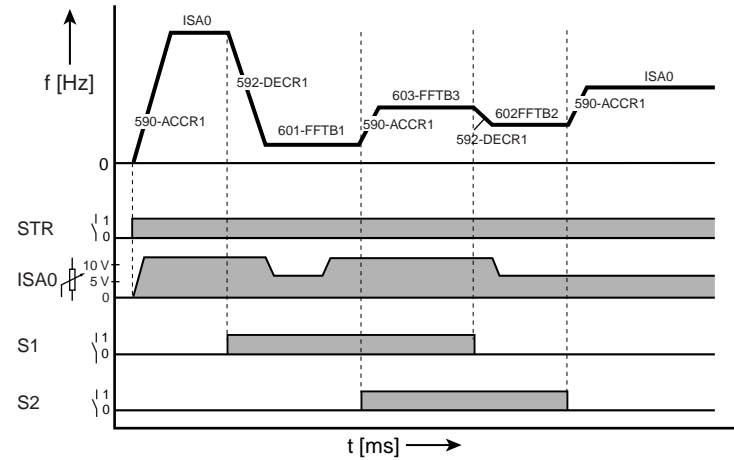 ISA0
f [Hz]
592-DECR1
603-FFTB3
ISA0
590-ACCR1
601-FFTB1
590-ACCR1
602FFTB2
590-ACCR1
592-DECR1
0
STR
1
0
ISA0
10 V
5 V
0
S1
1
0
S2
1
0
t [ms]